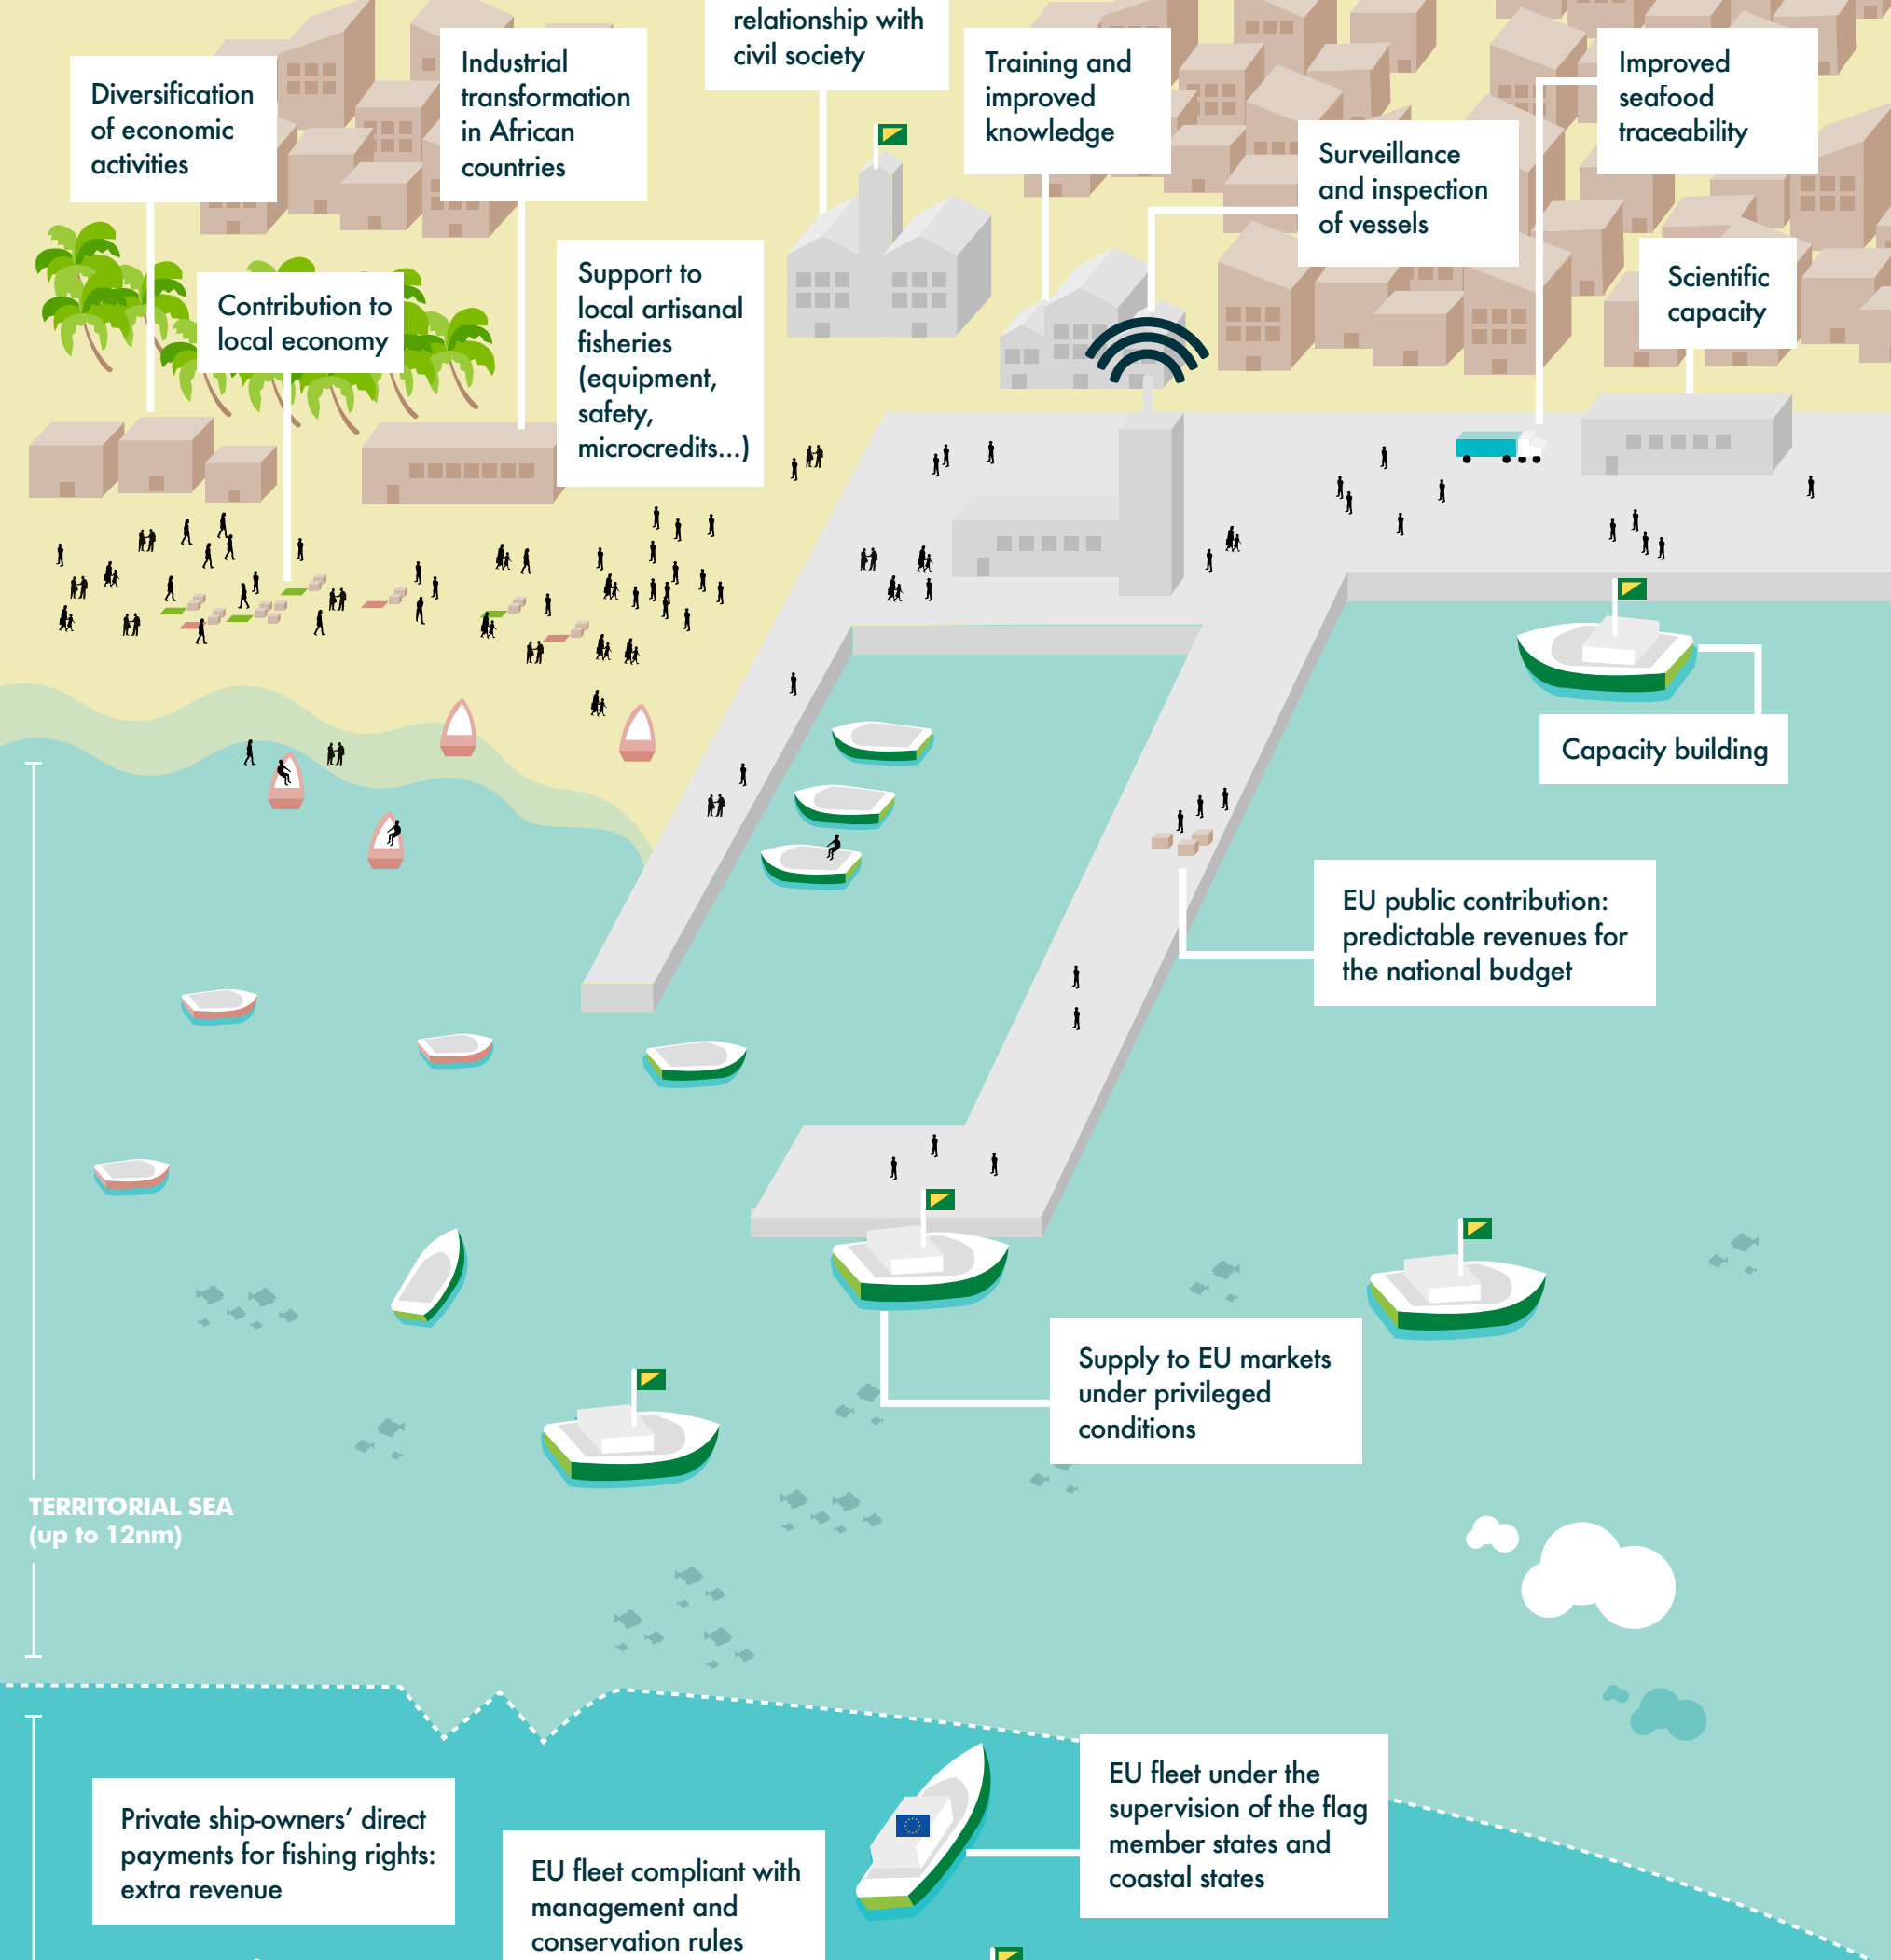 relationship with
civil society
Diversification
of economic
activities
Industrial
transformation
in African
countries
Training and
improved
knowledge
Improved
seafood
traceability
Surveillance
and inspection
of vessels
Contribution to
local economy
Support to
local artisanal
fisheries
(equipment,
safety,
microcredits...)
Scientific
capacity
Capacity building
EU public contribution:
predictable revenues for
the national budget
Supply to EU markets
under privileged
conditions
TERRITORIAL SEA
(up to 12nm)
EU fleet under the
supervision of the flag
member states and
coastal states
Private ship-owners’ direct
payments for fishing rights:
extra revenue
EU fleet compliant with
management and
conservation rules